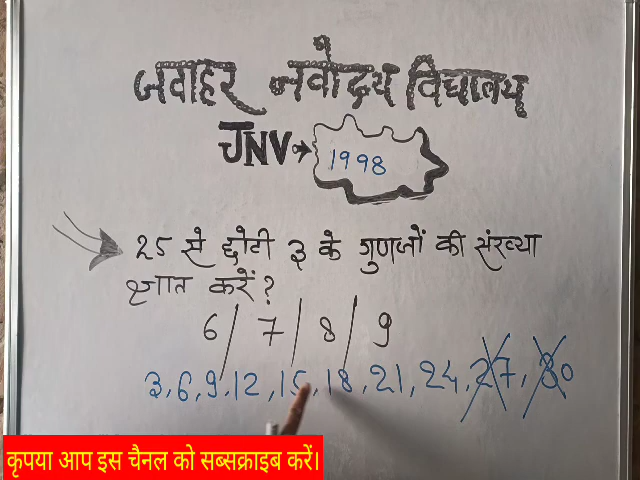 जवाहर नवोदय विद्यालय
JNV→ 1998
25 से छोटी 3 के गुणजों की संख्या
ज्ञात करें?
6/ 7/ 8/ 9
3,6,9,12,15,18,21,24,27,30
कृपया आप इस चैनल को सब्सक्राइब करें।